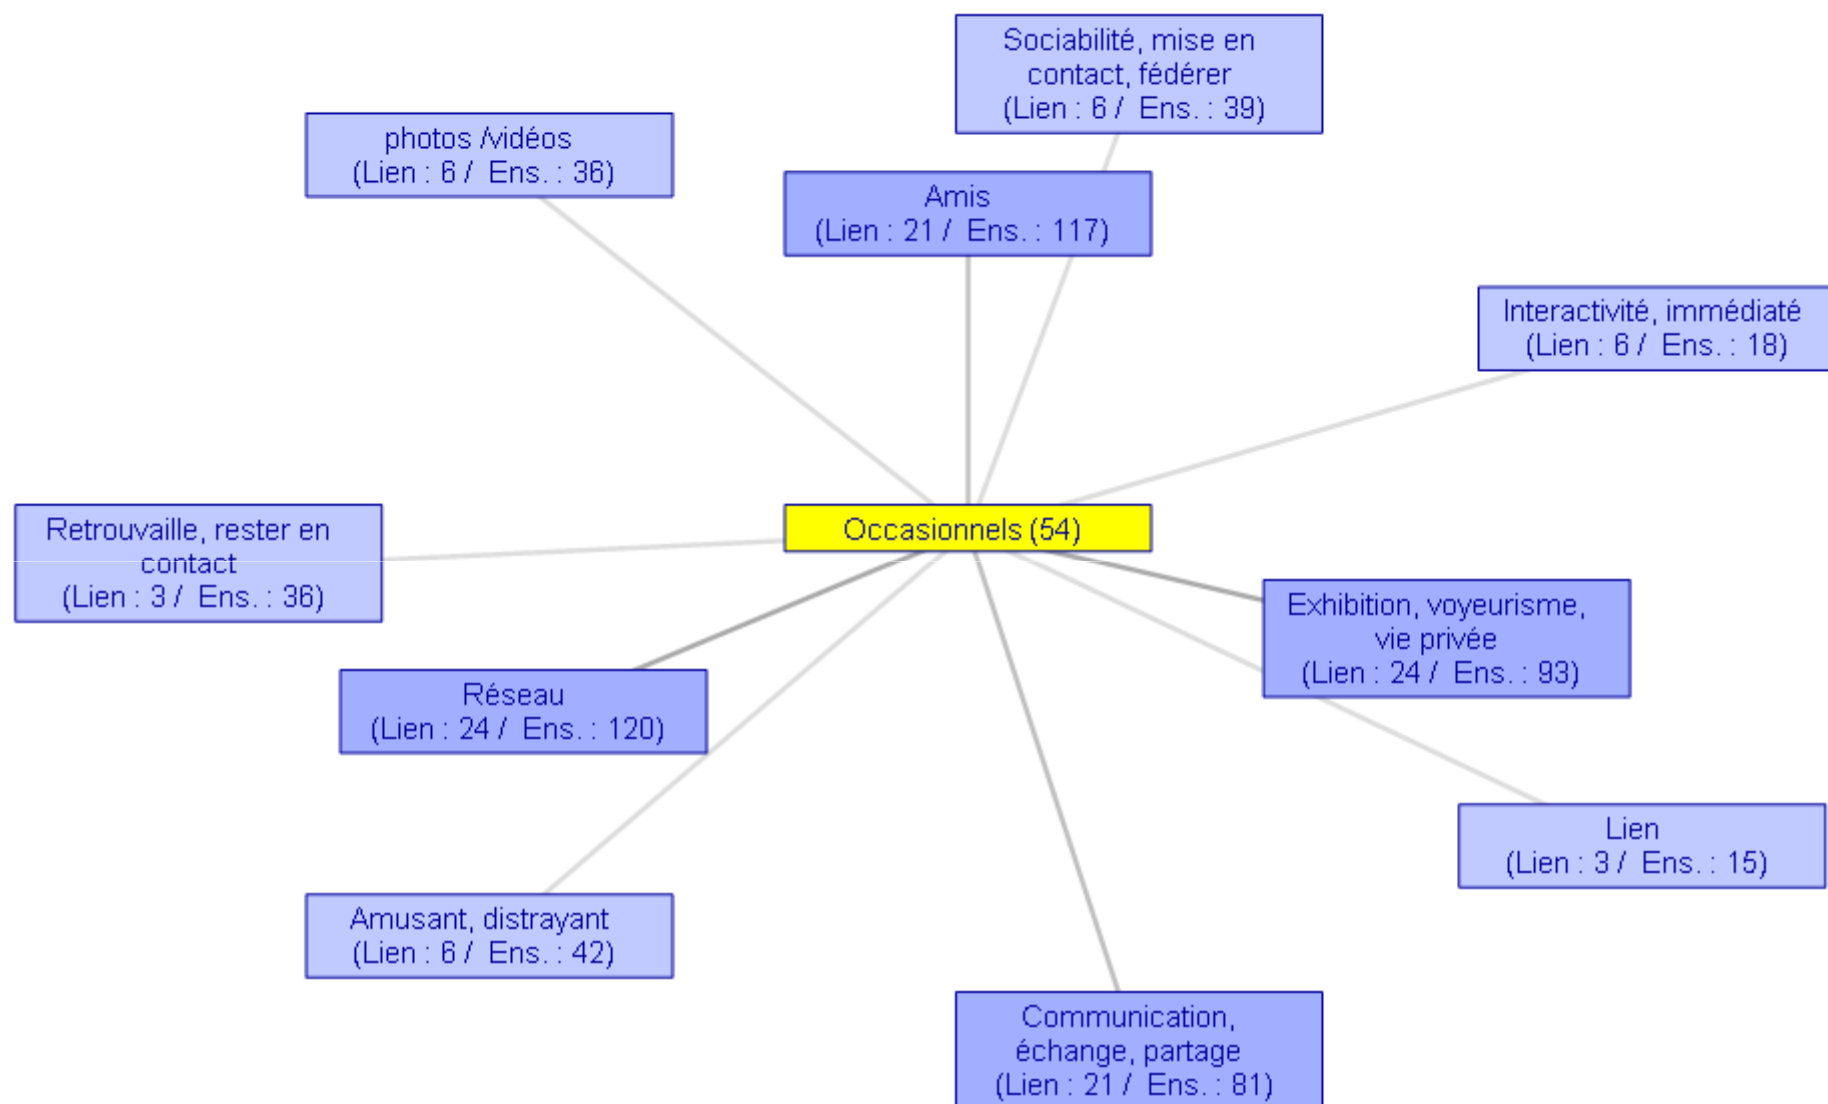 Sociabilité, mise en
contact, fédérer
(Lien : 6 / Ens. : 39)
photos /vidéos
(Lien : 6 / Ens. : 36)
Amis
(Lien : 21 / Ens. : 117)
Interactivité, immédiaté
(Lien : 6 / Ens. : 18)
Occasionnels (54)
Retrouvaille, rester en
contact
(Lien : 3 / Ens. : 36)
Exhibition, voyeurisme,
vie privée
(Lien : 24 / Ens. : 93)
Réseau
(Lien : 24 / Ens. : 120)
Lien
(Lien : 3 / Ens. : 15)
Amusant, distrayant
(Lien : 6 / Ens. : 42)
Communication,
échange, partage
(Lien : 21 / Ens. : 81)